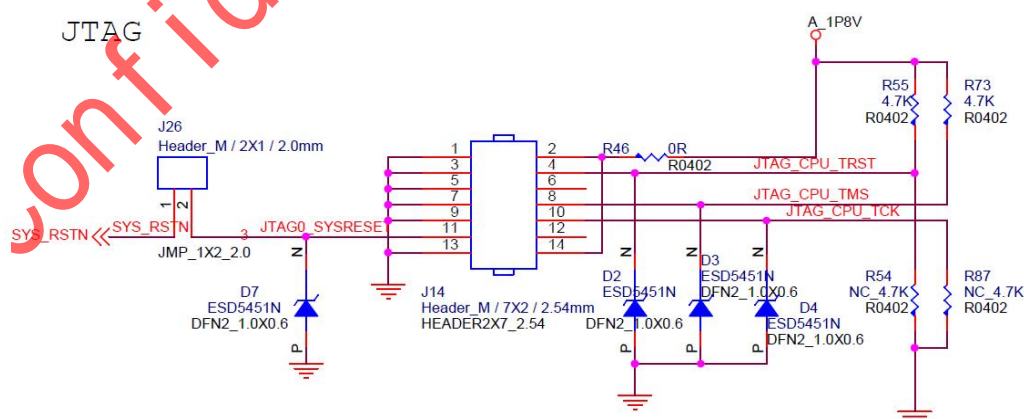 Confid
JTAG
A_1P8V
R55
4.7K
R0402
R73
4.7K
R0402
J26
Header_M / 2X1 / 2.0mm
1
2
SYS_RSTN
SYS_RSTN
3
JTAG0_SYSRESET
JMP_1X2_2.0
1
3
5
7
9
11
13
2
4
6
8
10
12
14
R46
0R
R0402
JTAG_CPU_TRST
JTAG_CPU_TMS
JTAG_CPU_TCK
J14
Header_M / 7X2 / 2.54mm
HEADER2X7_2.54
N
D7
ESD5451N
DFN2_1.0X0.6
P
N
D2
ESD5451N
DFN2_1.0X0.6
P
N
D3
ESD5451N
DFN2_1.0X0.6
P
N
D4
ESD5451N
DFN2_1.0X0.6
P
R54
NC_4.7K
R0402
R87
NC_4.7K
R0402